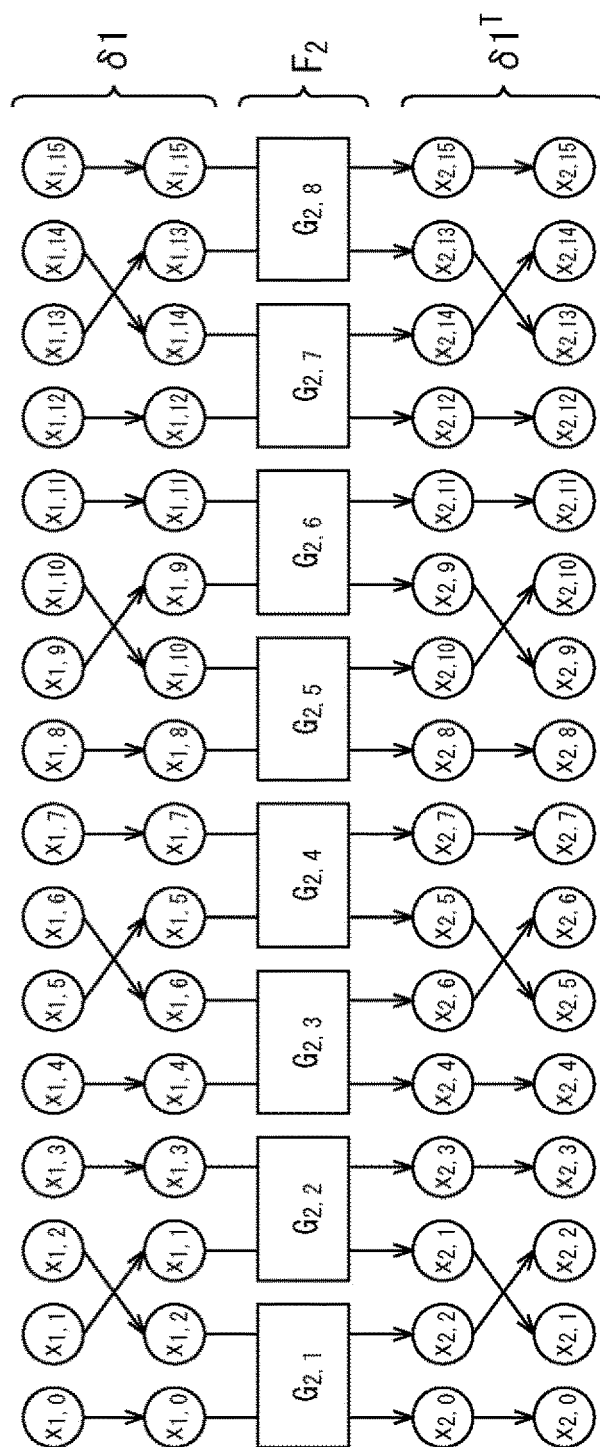 x1,0 x1,1 x1,2 x1,3 x1,4 x1,5 x1,6 x1,7 x1,8 x1,9 x1,10 x1,11 x1,12 x1,13 x1,14 x1,15 δ1
x1,0 x1,2 x1,1 x1,3 x1,4 x1,6 x1,5 x1,7 x1,8 x1,10 x1,9 x1,11 x1,12 x1,14 x1,13 x1,15
G2,1 G2,2 G2,3 G2,4 G2,5 G2,6 G2,7 G2,8 F2
x2,0 x2,2 x2,1 x2,3 x2,4 x2,6 x2,5 x2,7 x2,8 x2,10 x2,9 x2,11 x2,12 x2,14 x2,13 x2,15 δ1T
x2,0 x2,1 x2,2 x2,3 x2,4 x2,5 x2,6 x2,7 x2,8 x2,9 x2,10 x2,11 x2,12 x2,13 x2,14 x2,15